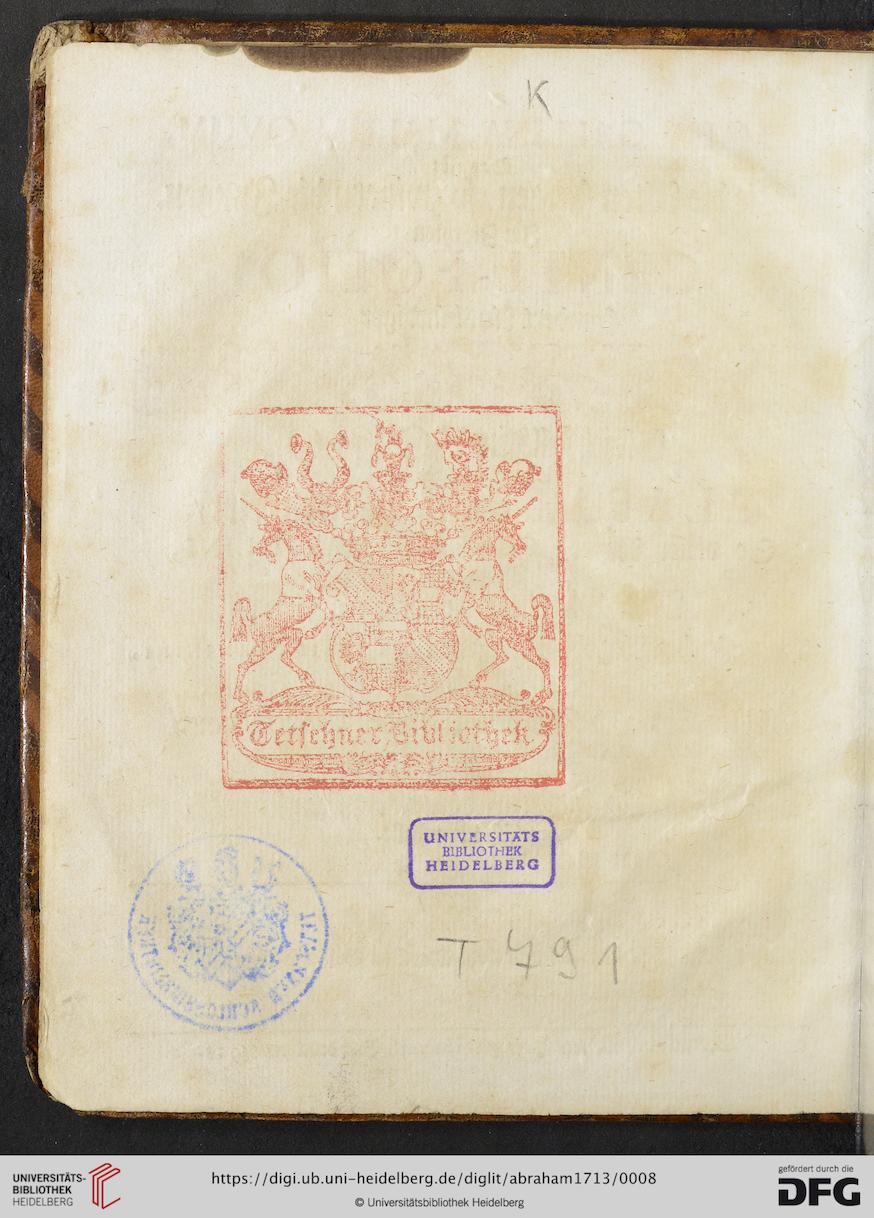 K
Tetschner Bibliothek
UNIVERSITÄTS
BIBLIOTHEK
HEIDELBERG
T 791
UNIVERSITÄTS-
BIBLIOTHEK
HEIDELBERG
https://digi.ub.uni-heidelberg.de/diglit/abraham1713/0008
© Universitätsbibliothek Heidelberg
gefördert durch die
DFG